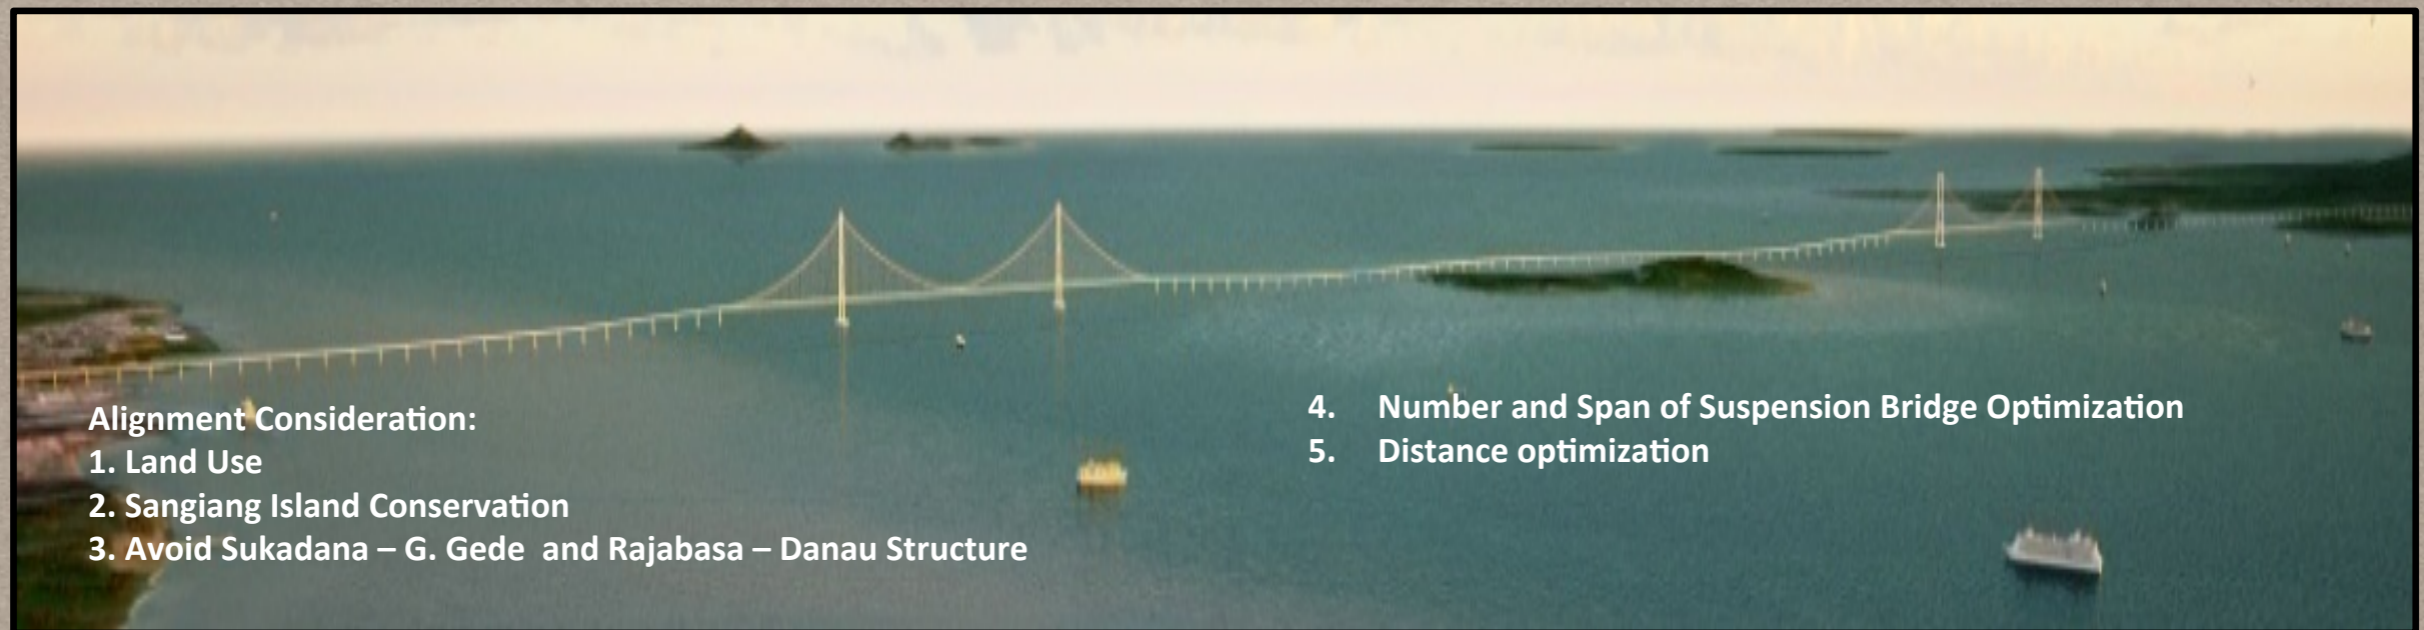 Alignment Consideration:
1. Land Use
2. Sangiang Island Conservation
3. Avoid Sukadana – G. Gede and Rajabasa – Danau Structure
4. Number and Span of Suspension Bridge Optimization
5. Distance optimization